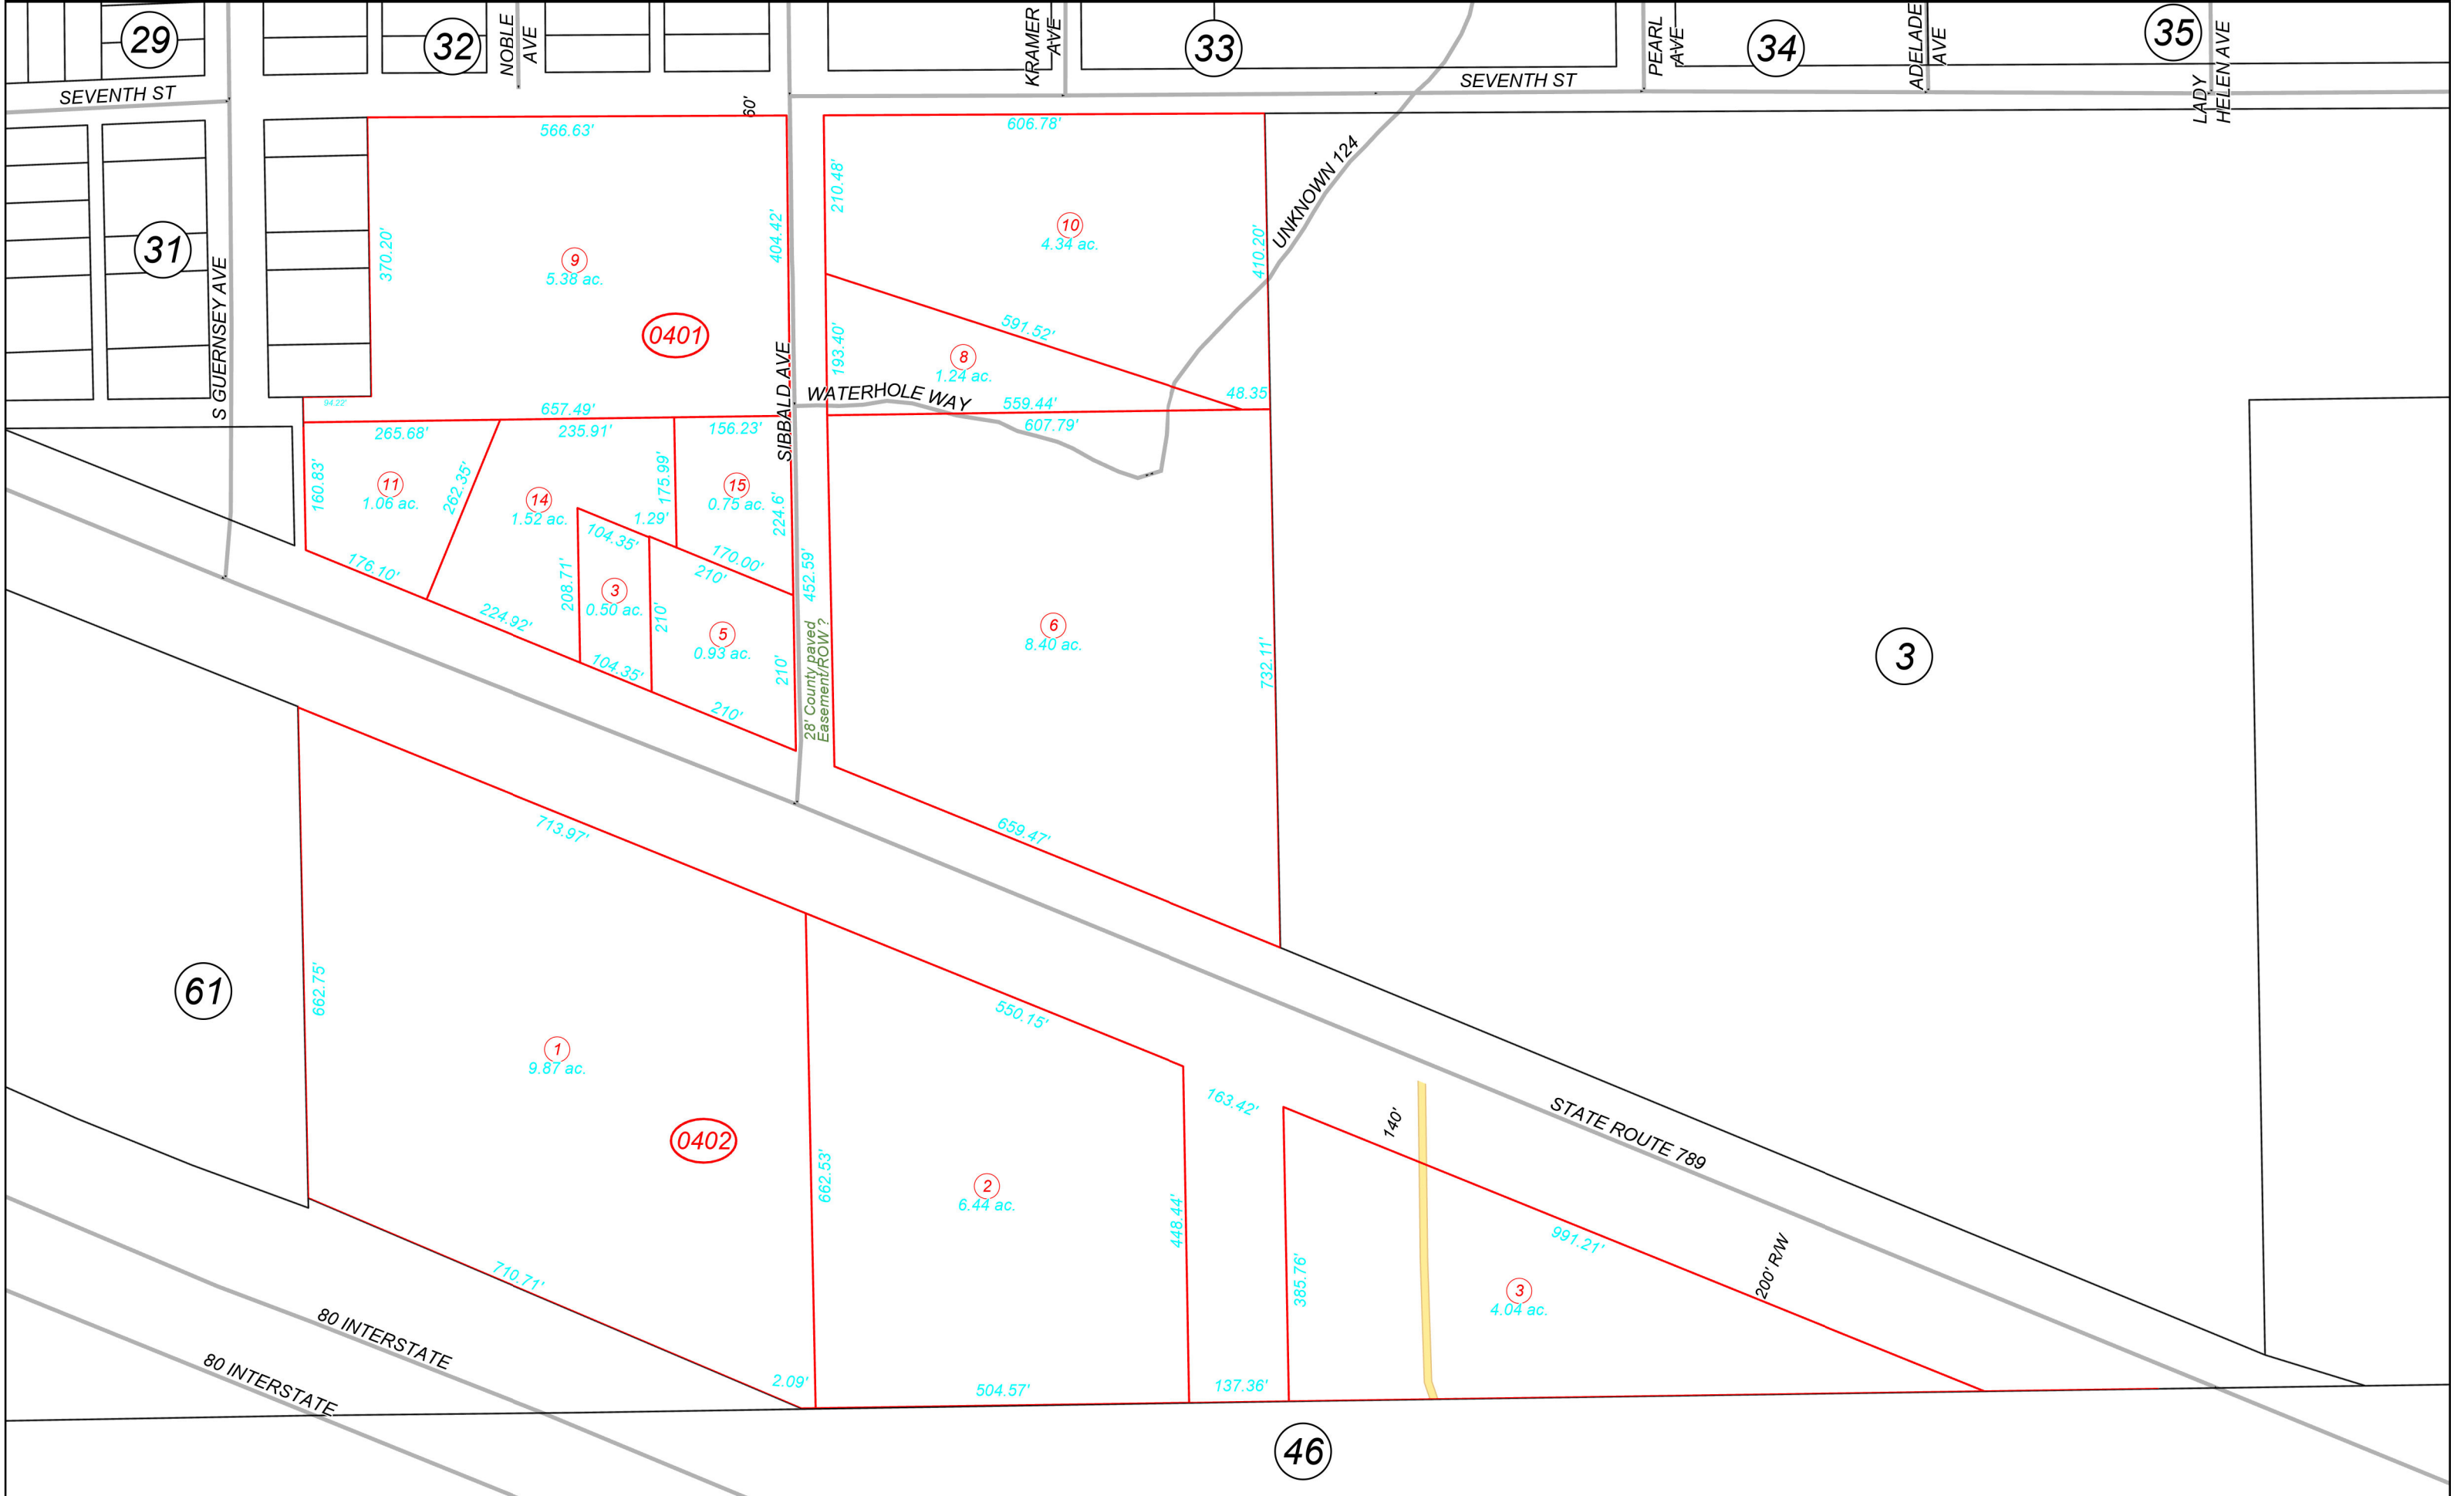 29
32
NOBLE
AVE
KRAMER
AVE
33
PEARL
AVE
34
ADELADE
AVE
35
LADY
HELEN AVE
SEVENTH ST
SEVENTH ST
60'
566.63'
606.78'
UNKNOWN 124
210.48'
404.42'
370.20'
410.20'
10
4.34 ac.
9
5.38 ac.
31
S GUERNSEY AVE
0401
591.52'
193.40'
8
1.24 ac.
SIBBALD AVE
WATERHOLE WAY
48.35
94.22'
657.49'
559.44'
607.79'
265.68'
235.91'
156.23'
160.83'
262.35'
175.99'
11
1.06 ac.
14
1.52 ac.
15
0.75 ac.
224.6'
1.29'
104.35'
170.00'
210'
176.10'
208.71'
452.59'
3
0.50 ac.
224.92'
210'
5
0.93 ac.
210'
104.35'
210'
28' County paved
Easement/ROW ?
6
8.40 ac.
732.11'
3
713.97'
659.47'
61
662.75'
550.15'
1
9.87 ac.
163.42'
140'
STATE ROUTE 789
0402
662.53'
2
6.44 ac.
448.44'
991.21'
200' R/W
385.76'
3
4.04 ac.
710.71'
80 INTERSTATE
80 INTERSTATE
2.09'
504.57'
137.36'
46